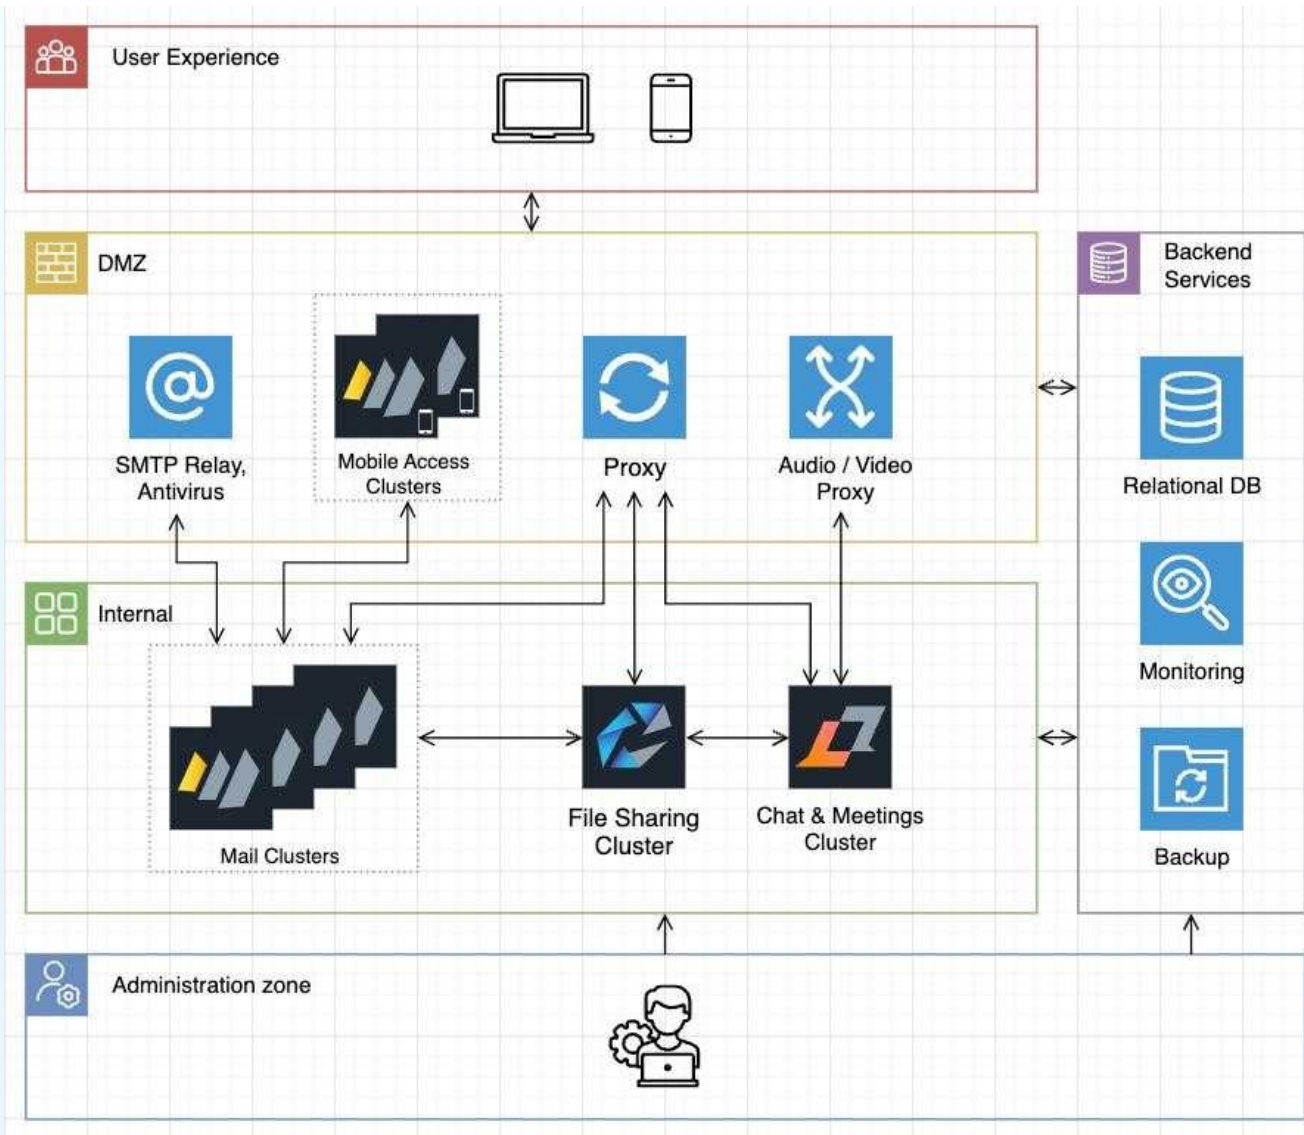 User Experience
DMZ
Backend
Services
SMTP Relay,
Antivirus
Mobile Access
Clusters
Proxy
Audio / Video
Proxy
Relational DB
Internal
Monitoring
Mail Clusters
File Sharing
Cluster
Chat & Meetings
Cluster
Backup
Administration zone